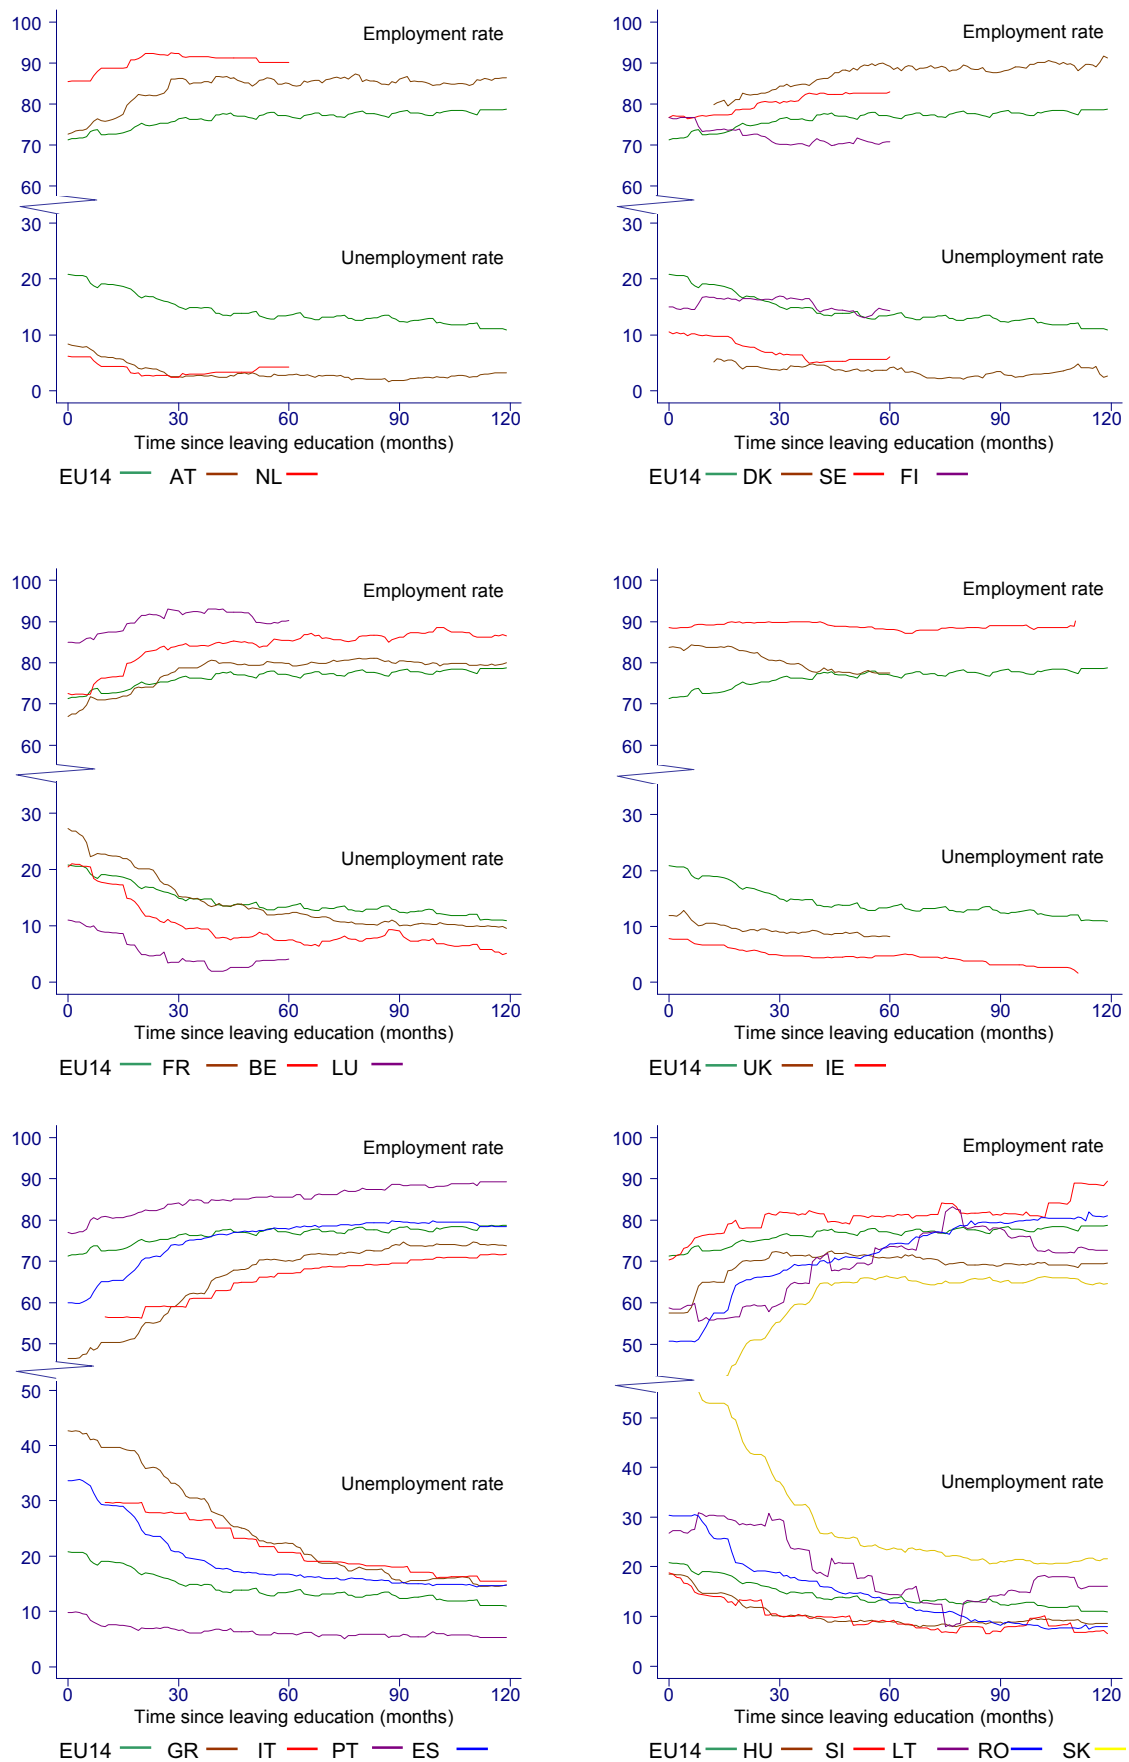 Employment rate
100
90
80
70
60
Unemployment rate
30
20
10
0
0 30 60 90 120
Time since leaving education (months)
EU14 AT NL
Employment rate
100
90
80
70
60
Unemployment rate
30
20
10
0
0 30 60 90 120
Time since leaving education (months)
EU14 DK SE FI
Employment rate
100
90
80
70
60
Unemployment rate
30
20
10
0
0 30 60 90 120
Time since leaving education (months)
EU14 FR BE LU
Employment rate
100
90
80
70
60
Unemployment rate
30
20
10
0
0 30 60 90 120
Time since leaving education (months)
EU14 UK IE
Employment rate
100
90
80
70
60
50
Unemployment rate
50
40
30
20
10
0
0 30 60 90 120
Time since leaving education (months)
EU14 GR IT PT ES
Employment rate
100
90
80
70
60
50
Unemployment rate
50
40
30
20
10
0
0 30 60 90 120
Time since leaving education (months)
EU14 HU SI LT RO SK